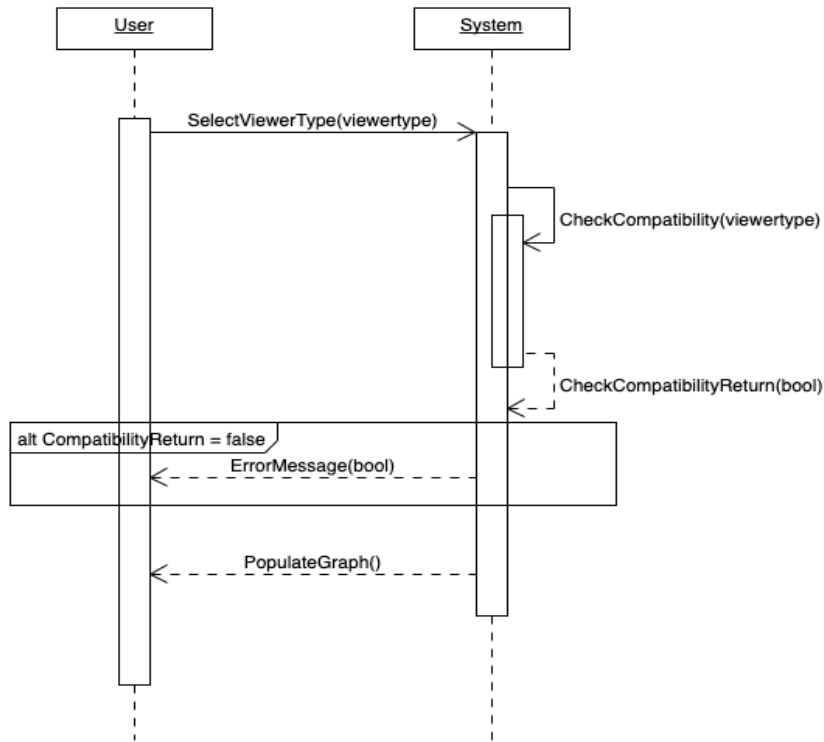 User
System
SelectViewerType(viewertype)
CheckCompatibility(viewertype)
CheckCompatibilityReturn(bool)
alt CompatibilityReturn = false
ErrorMessage(bool)
PopulateGraph()